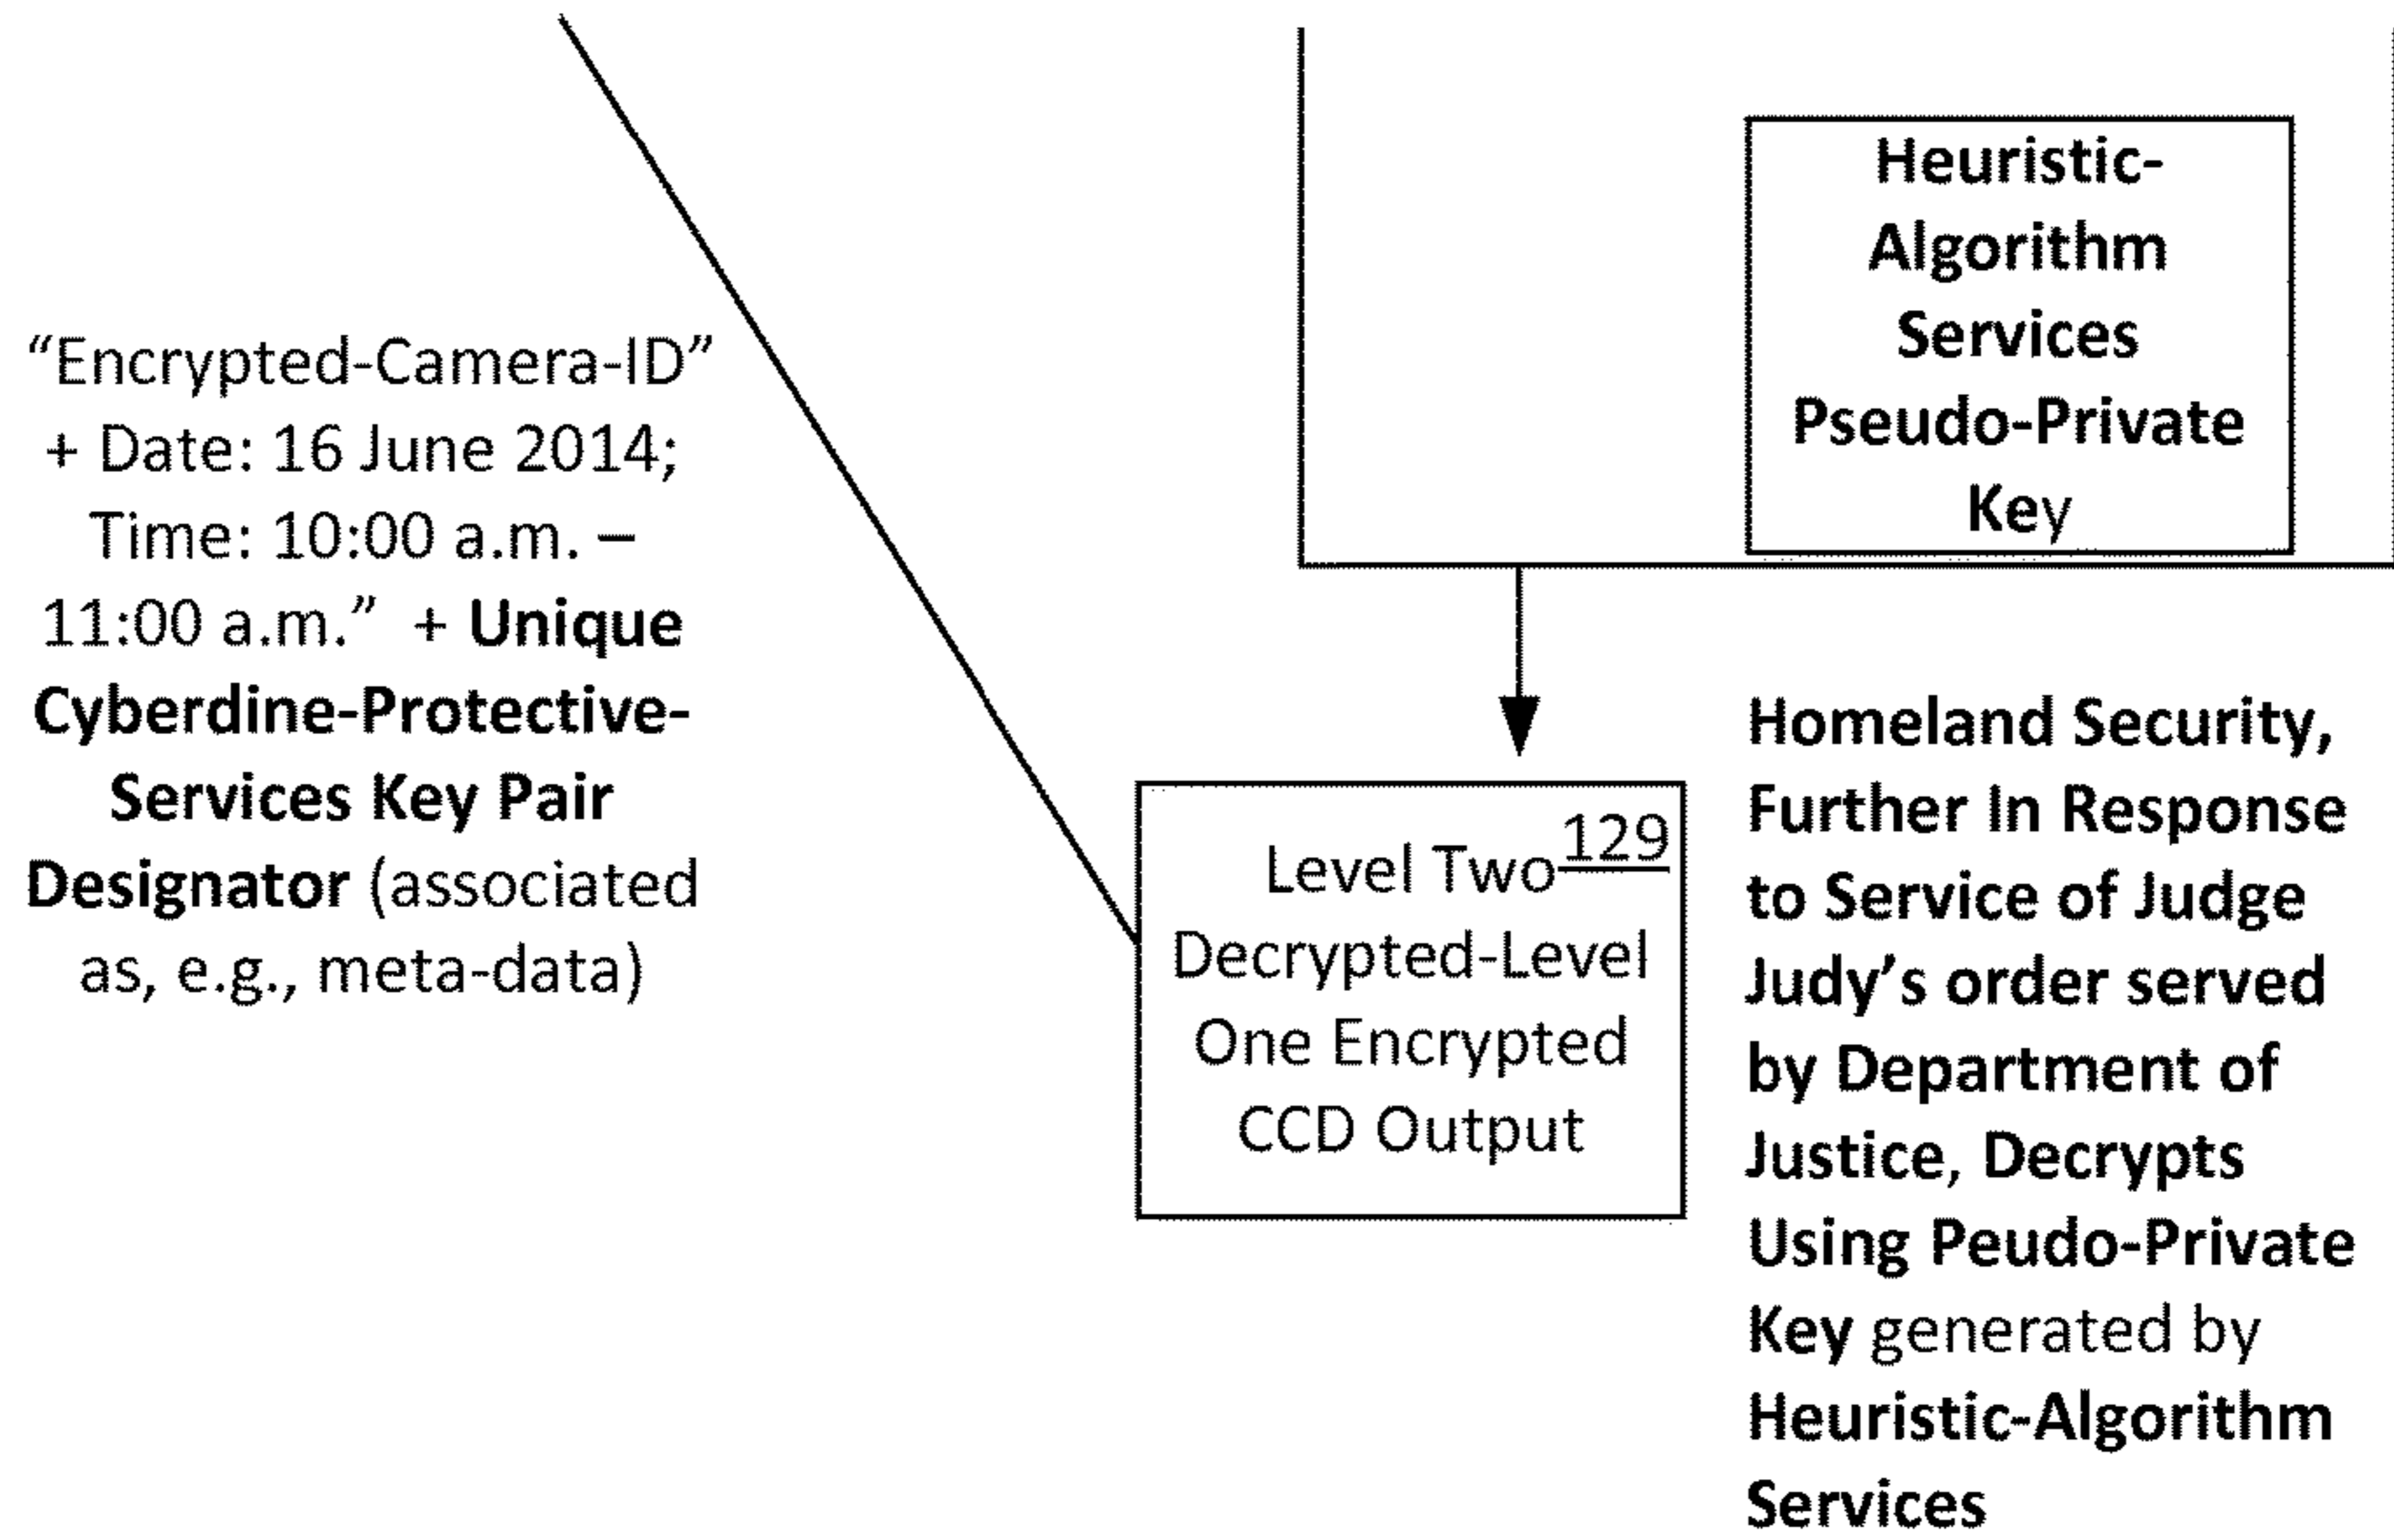 “Encrypted-Camera-ID”
+ Date: 16 June 2014;
Time: 10:00 a.m. –
11:00 a.m.” + Unique
Cyberdine-Protective-
Services Key Pair
Designator (associated
as, e.g., meta-data)
Heuristic-
Algorithm
Services
Pseudo-Private
Key
Level Two 129
Decrypted-Level
One Encrypted
CCD Output
Homeland Security,
Further In Response
to Service of Judge
Judy’s order served
by Department of
Justice, Decrypts
Using Peudo-Private
Key generated by
Heuristic-Algorithm
Services